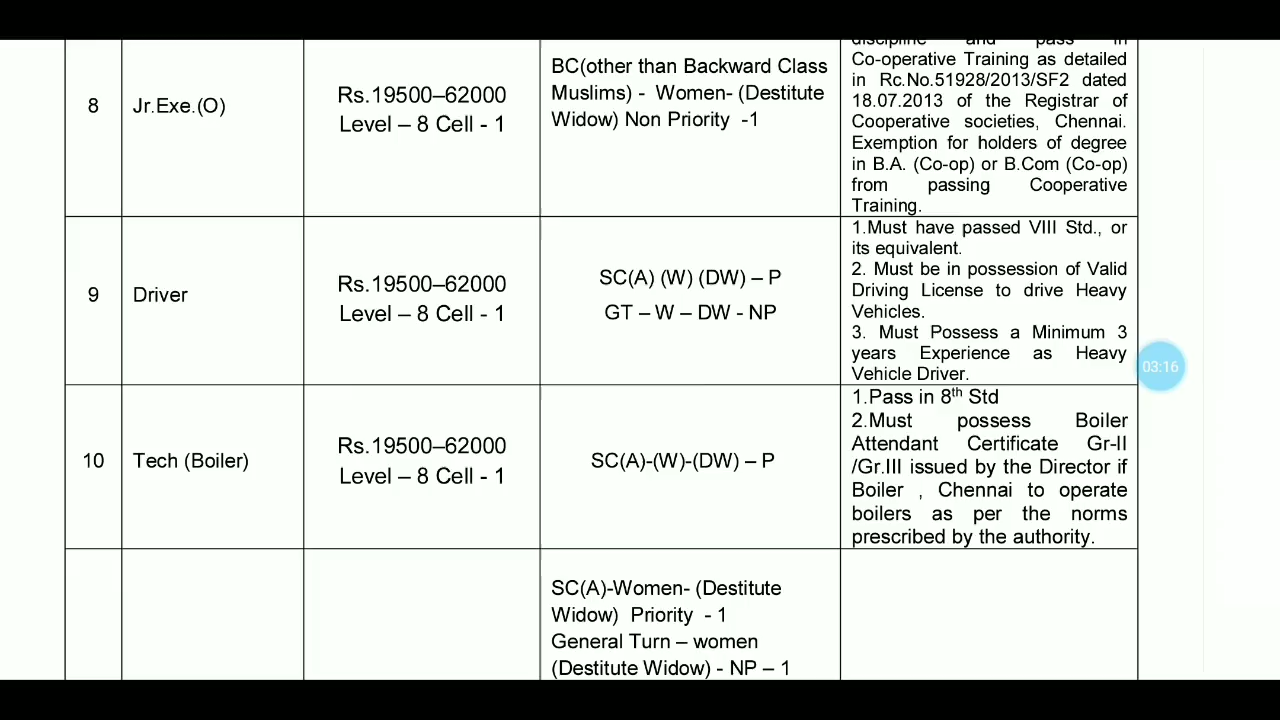 discipline and pass in
8
Jr.Exe.(O)
Rs.19500–62000
Level – 8 Cell - 1
BC(other than Backward Class
Muslims) - Women- (Destitute
Widow) Non Priority -1
Co-operative Training as detailed
in Rc.No.51928/2013/SF2 dated
18.07.2013 of the Registrar of
Cooperative societies, Chennai.
Exemption for holders of degree
in B.A. (Co-op) or B.Com (Co-op)
from passing Cooperative
Training.
9
Driver
Rs.19500–62000
Level – 8 Cell - 1
SC(A) (W) (DW) – P
GT – W – DW - NP
1.Must have passed VIII Std., or
its equivalent.
2. Must be in possession of Valid
Driving License to drive Heavy
Vehicles.
3. Must Possess a Minimum 3
years Experience as Heavy
Vehicle Driver.
03:16
10
Tech (Boiler)
Rs.19500–62000
Level – 8 Cell - 1
SC(A)-(W)-(DW) – P
1.Pass in 8th Std
2.Must possess Boiler
Attendant Certificate Gr-II
/Gr.III issued by the Director if
Boiler , Chennai to operate
boilers as per the norms
prescribed by the authority.
SC(A)-Women- (Destitute
Widow) Priority - 1
General Turn – women
(Destitute Widow) - NP – 1